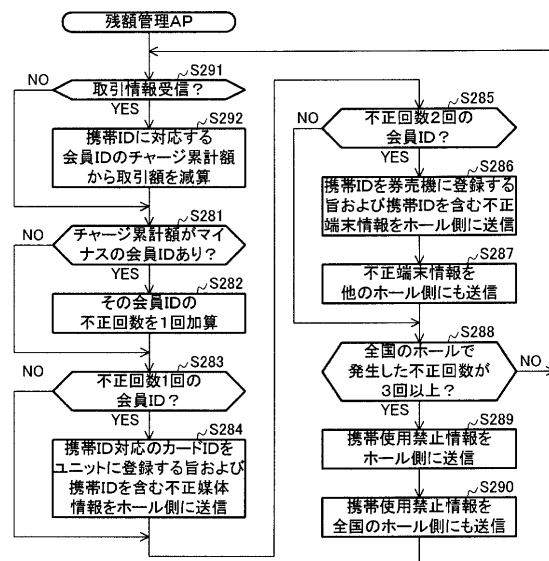 残額管理AP
S291
取引情報受信？
NO
YES
S292
携帯IDに対応する
会員IDのチャージ累計額
から取引額を減算
S281
NO
チャージ累計額がマイ
ナスの会員IDあり？
YES
S282
その会員IDの
不正回数を1回加算
S283
NO
不正回数1回の
会員ID？
YES
S284
携帯ID対応のカードIDを
ユニットに登録する旨および
携帯IDを含む不正媒体
情報をホール側に送信
S285
不正回数2回の
会員ID？
NO
YES
S286
携帯IDを券売機に登録する
旨および携帯IDを含む不正
端末情報をホール側に送信
S287
不正端末情報を
他のホール側にも送信
S288
全国のホールで
発生した不正回数が
3回以上？
NO
YES
S289
携帯使用禁止情報を
ホール側に送信
S290
携帯使用禁止情報を
全国のホール側にも送信